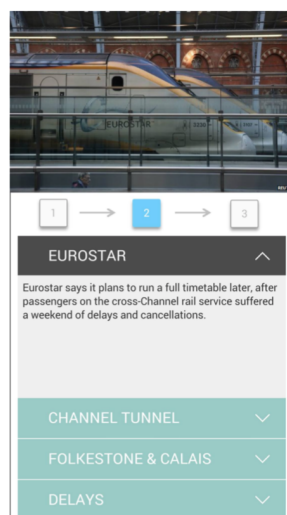 EUROSTAR
1
2
3
EUROSTAR
Eurostar says it plans to run a full timetable later, after
passengers on the cross-Channel rail service suffered
a weekend of delays and cancellations.
CHANNEL TUNNEL
FOLKESTONE & CALAIS
DELAYS